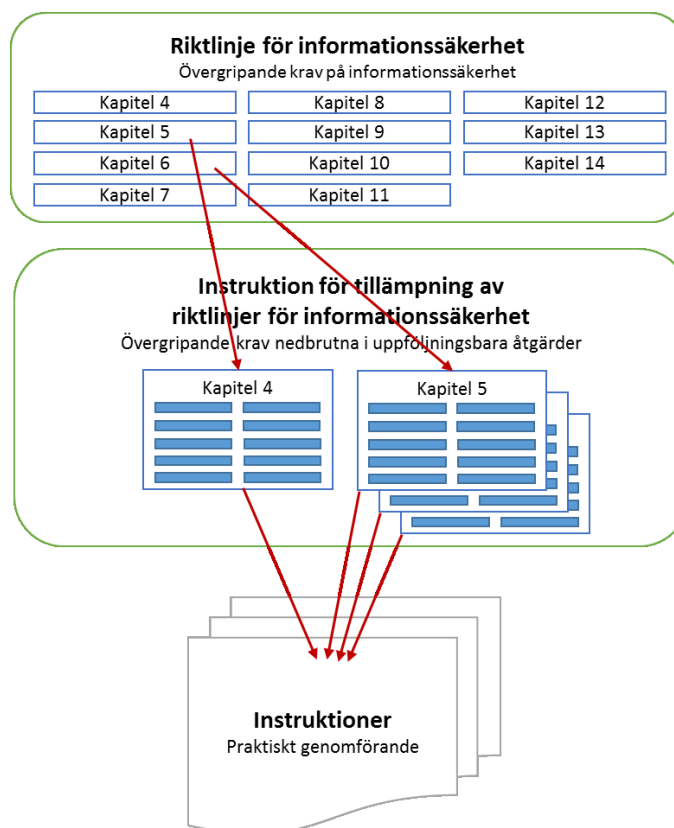 Riktlinje för informationssäkerhet
Övergripande krav på informationssäkerhet
Kapitel 4
Kapitel 8
Kapitel 12
Kapitel 5
Kapitel 9
Kapitel 13
Kapitel 6
Kapitel 10
Kapitel 14
Kapitel 7
Kapitel 11
Instruktion för tillämpning av
riktlinjer för informationssäkerhet
Övergripande krav nedbrutna i uppföljningsbara åtgärder
Kapitel 4
Kapitel 5
Instruktioner
Praktiskt genomförande